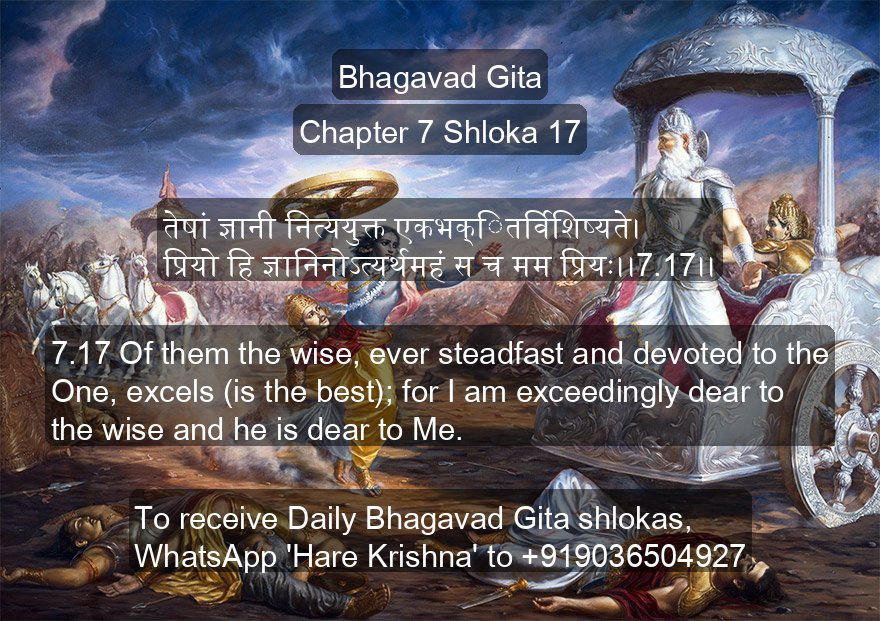 Bhagavad Gita
Chapter 7 Shloka 17
तेषां ज्ञानी नित्ययुक्त एकभक्ितर्विशिष्यते।
प्रियो हि ज्ञानिनोऽत्यर्थमहं स च मम प्रियः।।7.17।।
7.17 Of them the wise, ever steadfast and devoted to the
One, excels (is the best); for I am exceedingly dear to
the wise and he is dear to Me.
To receive Daily Bhagavad Gita shlokas,
WhatsApp 'Hare Krishna' to +919036504927